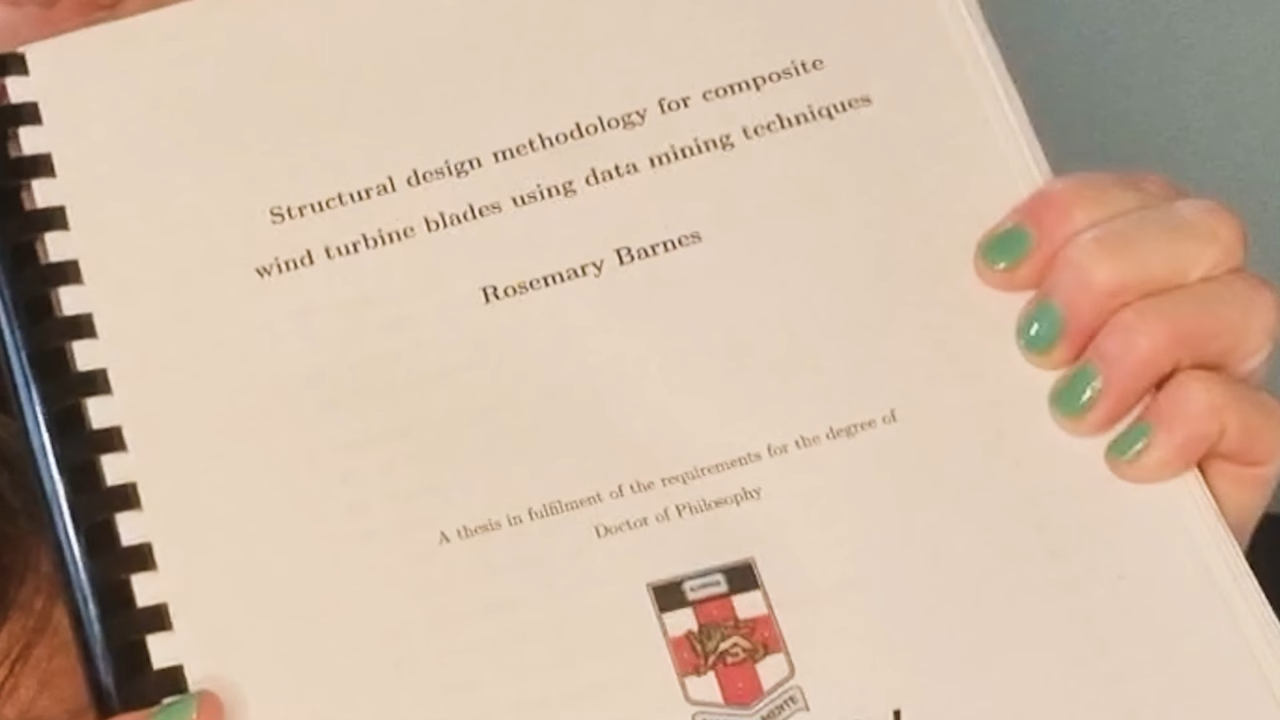 Structural design methodology for composite
wind turbine blades using data mining techniques
Rosemary Barnes
A thesis in fulfilment of the requirements for the degree of
Doctor of Philosophy